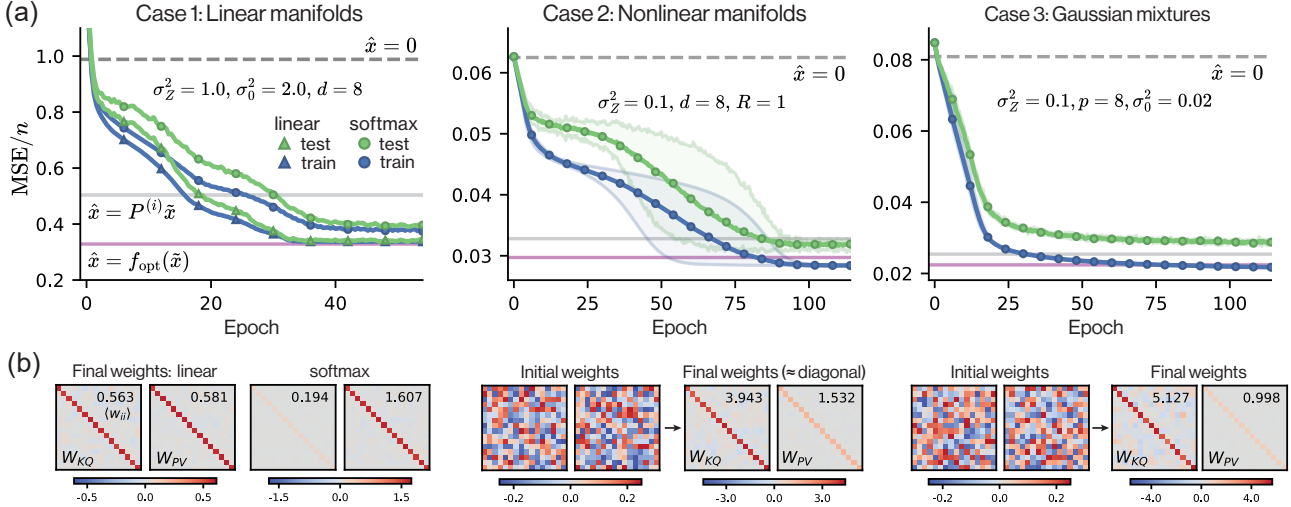 (a)
Case 1: Linear manifolds
Case 2: Nonlinear manifolds
Case 3: Gaussian mixtures
MSE/n
1.0
0.8
0.6
0.4
0.2
x̂ = 0
σ_Z² = 1.0, σ_0² = 2.0, d = 8
linear softmax
test test
train train
x̂ = P^(i) x̃
x̂ = f_opt(x̃)
0 20 40
Epoch
0.06
0.05
0.04
0.03
x̂ = 0
σ_Z² = 0.1, d = 8, R = 1
0 25 50 75 100
Epoch
0.08
0.06
0.04
0.02
x̂ = 0
σ_Z² = 0.1, p = 8, σ_0² = 0.02
0 25 50 75 100
Epoch
(b)
Final weights: linear
softmax
0.563
⟨w_ii⟩
W_KQ
0.581
W_PV
0.194
1.607
-0.5 0.0 0.5
-1.5 0.0 1.5
Initial weights
Final weights (≈ diagonal)
3.943
W_KQ
1.532
W_PV
-0.2 0.0 0.2
-3.0 0.0 3.0
Initial weights
Final weights
5.127
W_KQ
0.998
W_PV
-0.2 0.0 0.2
-4.0 0.0 4.0